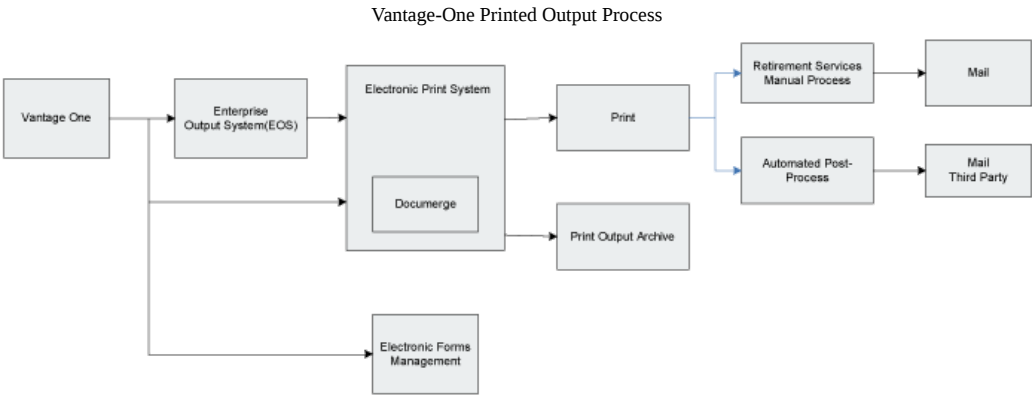 Vantage-One Printed Output Process
Vantage One
Enterprise
Output System(EOS)
Electronic Print System
Documerge
Print
Print Output Archive
Retirement Services
Manual Process
Mail
Automated Post-
Process
Mail
Third Party
Electronic Forms
Management